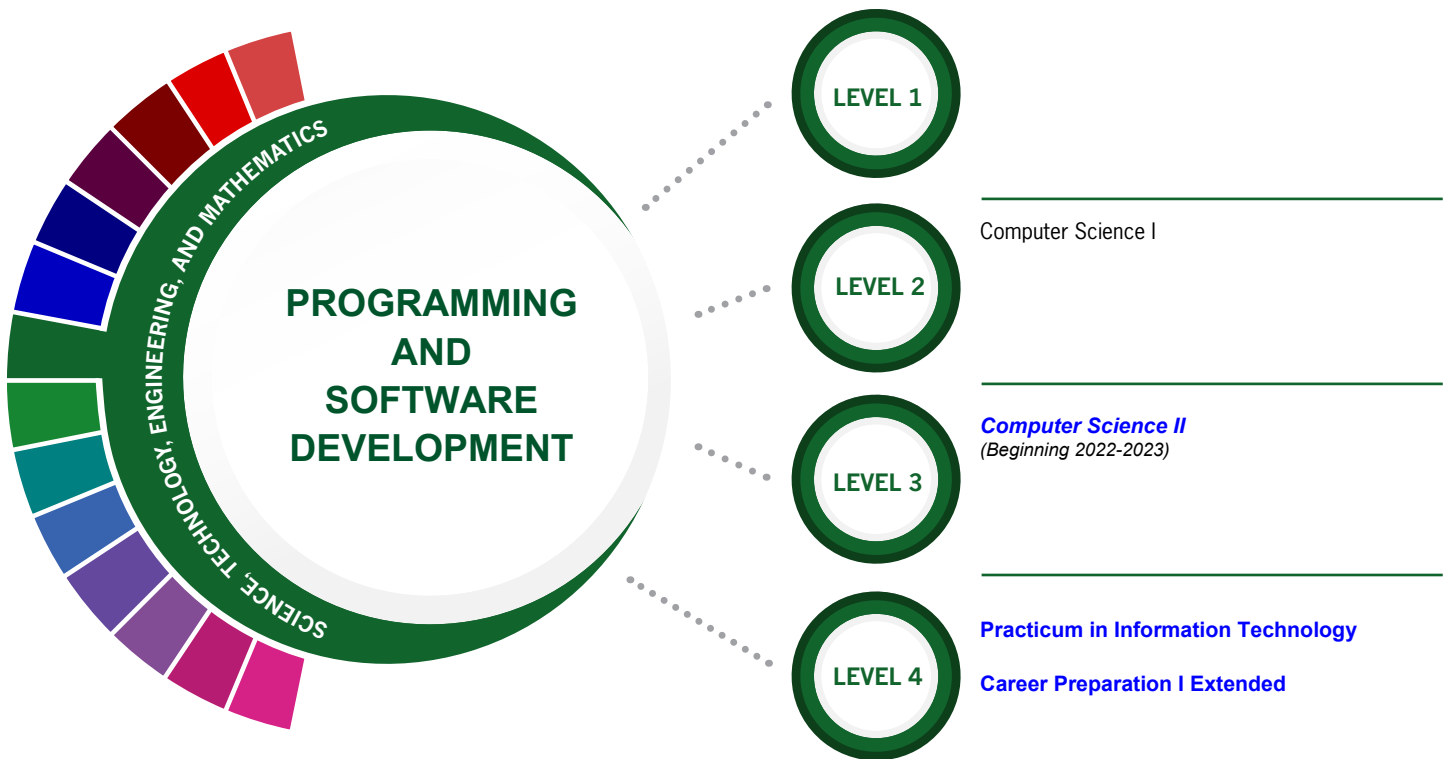 SCIENCE, TECHNOLOGY, ENGINEERING, AND MATHEMATICS
PROGRAMMING
AND
SOFTWARE
DEVELOPMENT
LEVEL 1
LEVEL 2
Computer Science I
LEVEL 3
Computer Science II
(Beginning 2022-2023)
LEVEL 4
Practicum in Information Technology
Career Preparation I Extended